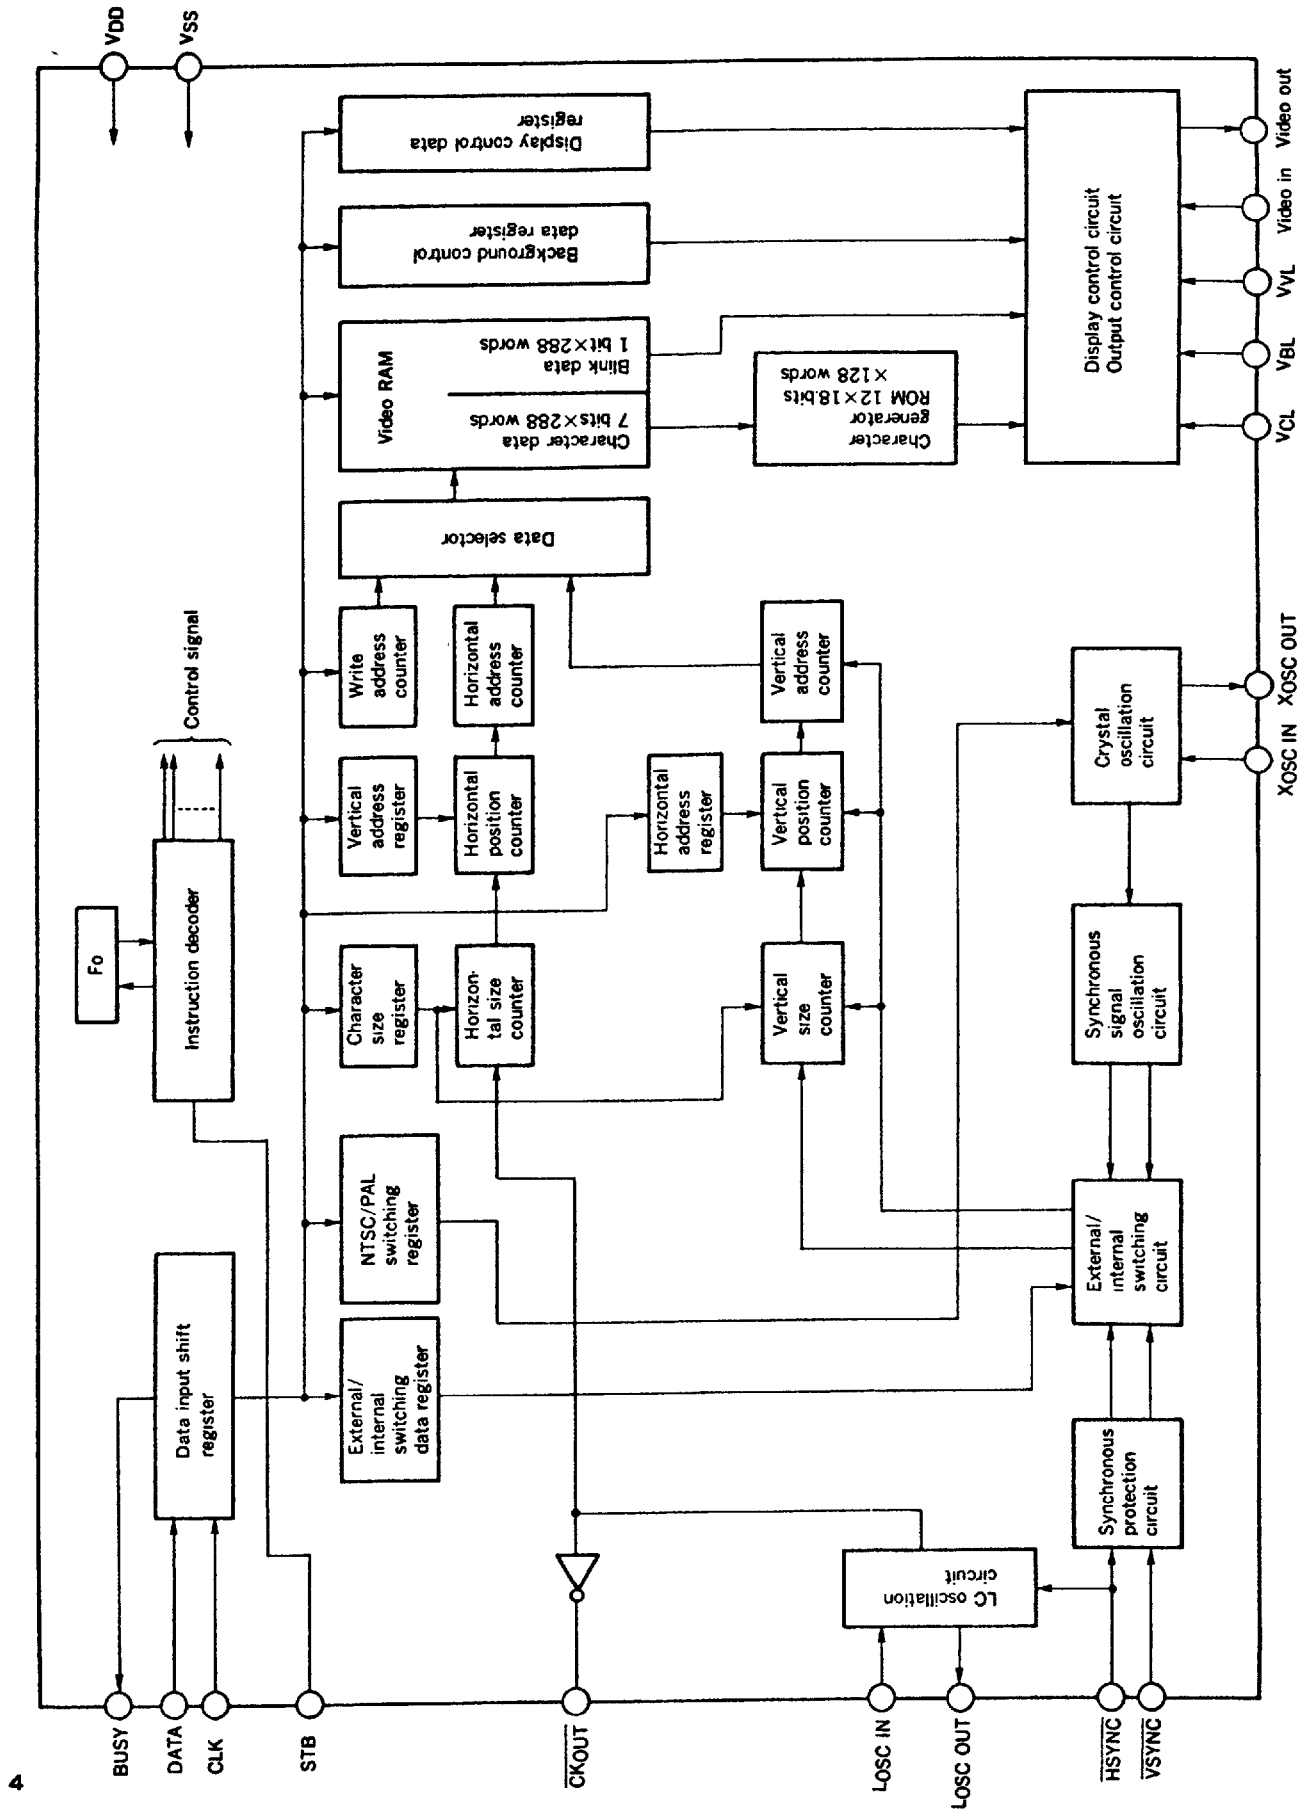 4
VDD
VSS
Fo
Instruction decoder
Control signal
Data input shift
register
BUSY
DATA
CLK
STB
External/
internal
switching
data register
NTSC/PAL
switching
register
Character
size
register
Vertical
address
register
Write
address
counter
Data selector
Video RAM
Character data
7 bits×288 words
Blink data
1 bit×288 words
Background control
data register
Display control data
register
Horizon-
tal size
counter
Horizontal
position
counter
Horizontal
address
counter
Horizontal
address
register
Vertical
size
counter
Vertical
position
counter
Vertical
address
counter
Character
generator
ROM 12×18.bits
×128 words
CKOUT
LOSC IN
LOSC OUT
LC oscillation
circuit
HSYNC
VSYNC
Synchronous
protection
circuit
External/
internal
switching
circuit
Synchronous
signal
oscillation
circuit
Crystal
oscillation
circuit
Display control circuit
Output control circuit
XOSC IN
XOSC OUT
VCL
VBL
VVL
Video in
Video out